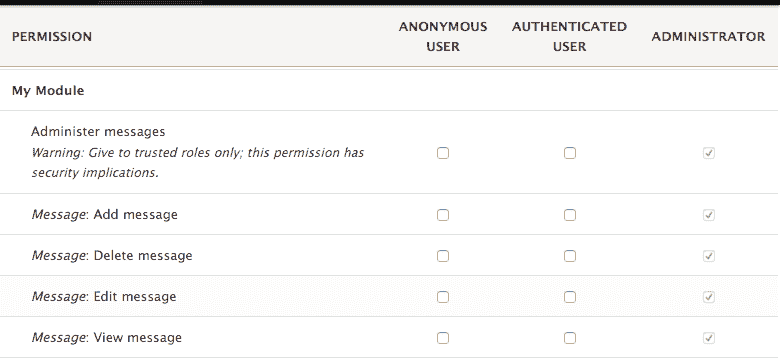 PERMISSION
ANONYMOUS
USER
AUTHENTICATED
USER
ADMINISTRATOR
My Module
Administer messages
Warning: Give to trusted roles only; this permission has
security implications.
Message: Add message
Message: Delete message
Message: Edit message
Message: View message